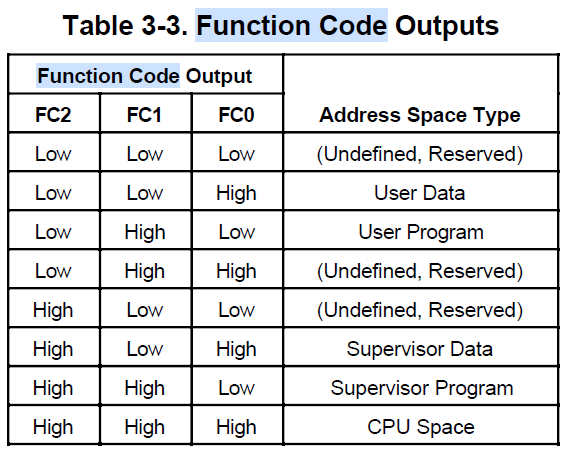 Table 3-3. Function Code Outputs
Function Code Output
FC2 FC1 FC0 Address Space Type
Low Low Low (Undefined, Reserved)
Low Low High User Data
Low High Low User Program
Low High High (Undefined, Reserved)
High Low Low (Undefined, Reserved)
High Low High Supervisor Data
High High Low Supervisor Program
High High High CPU Space